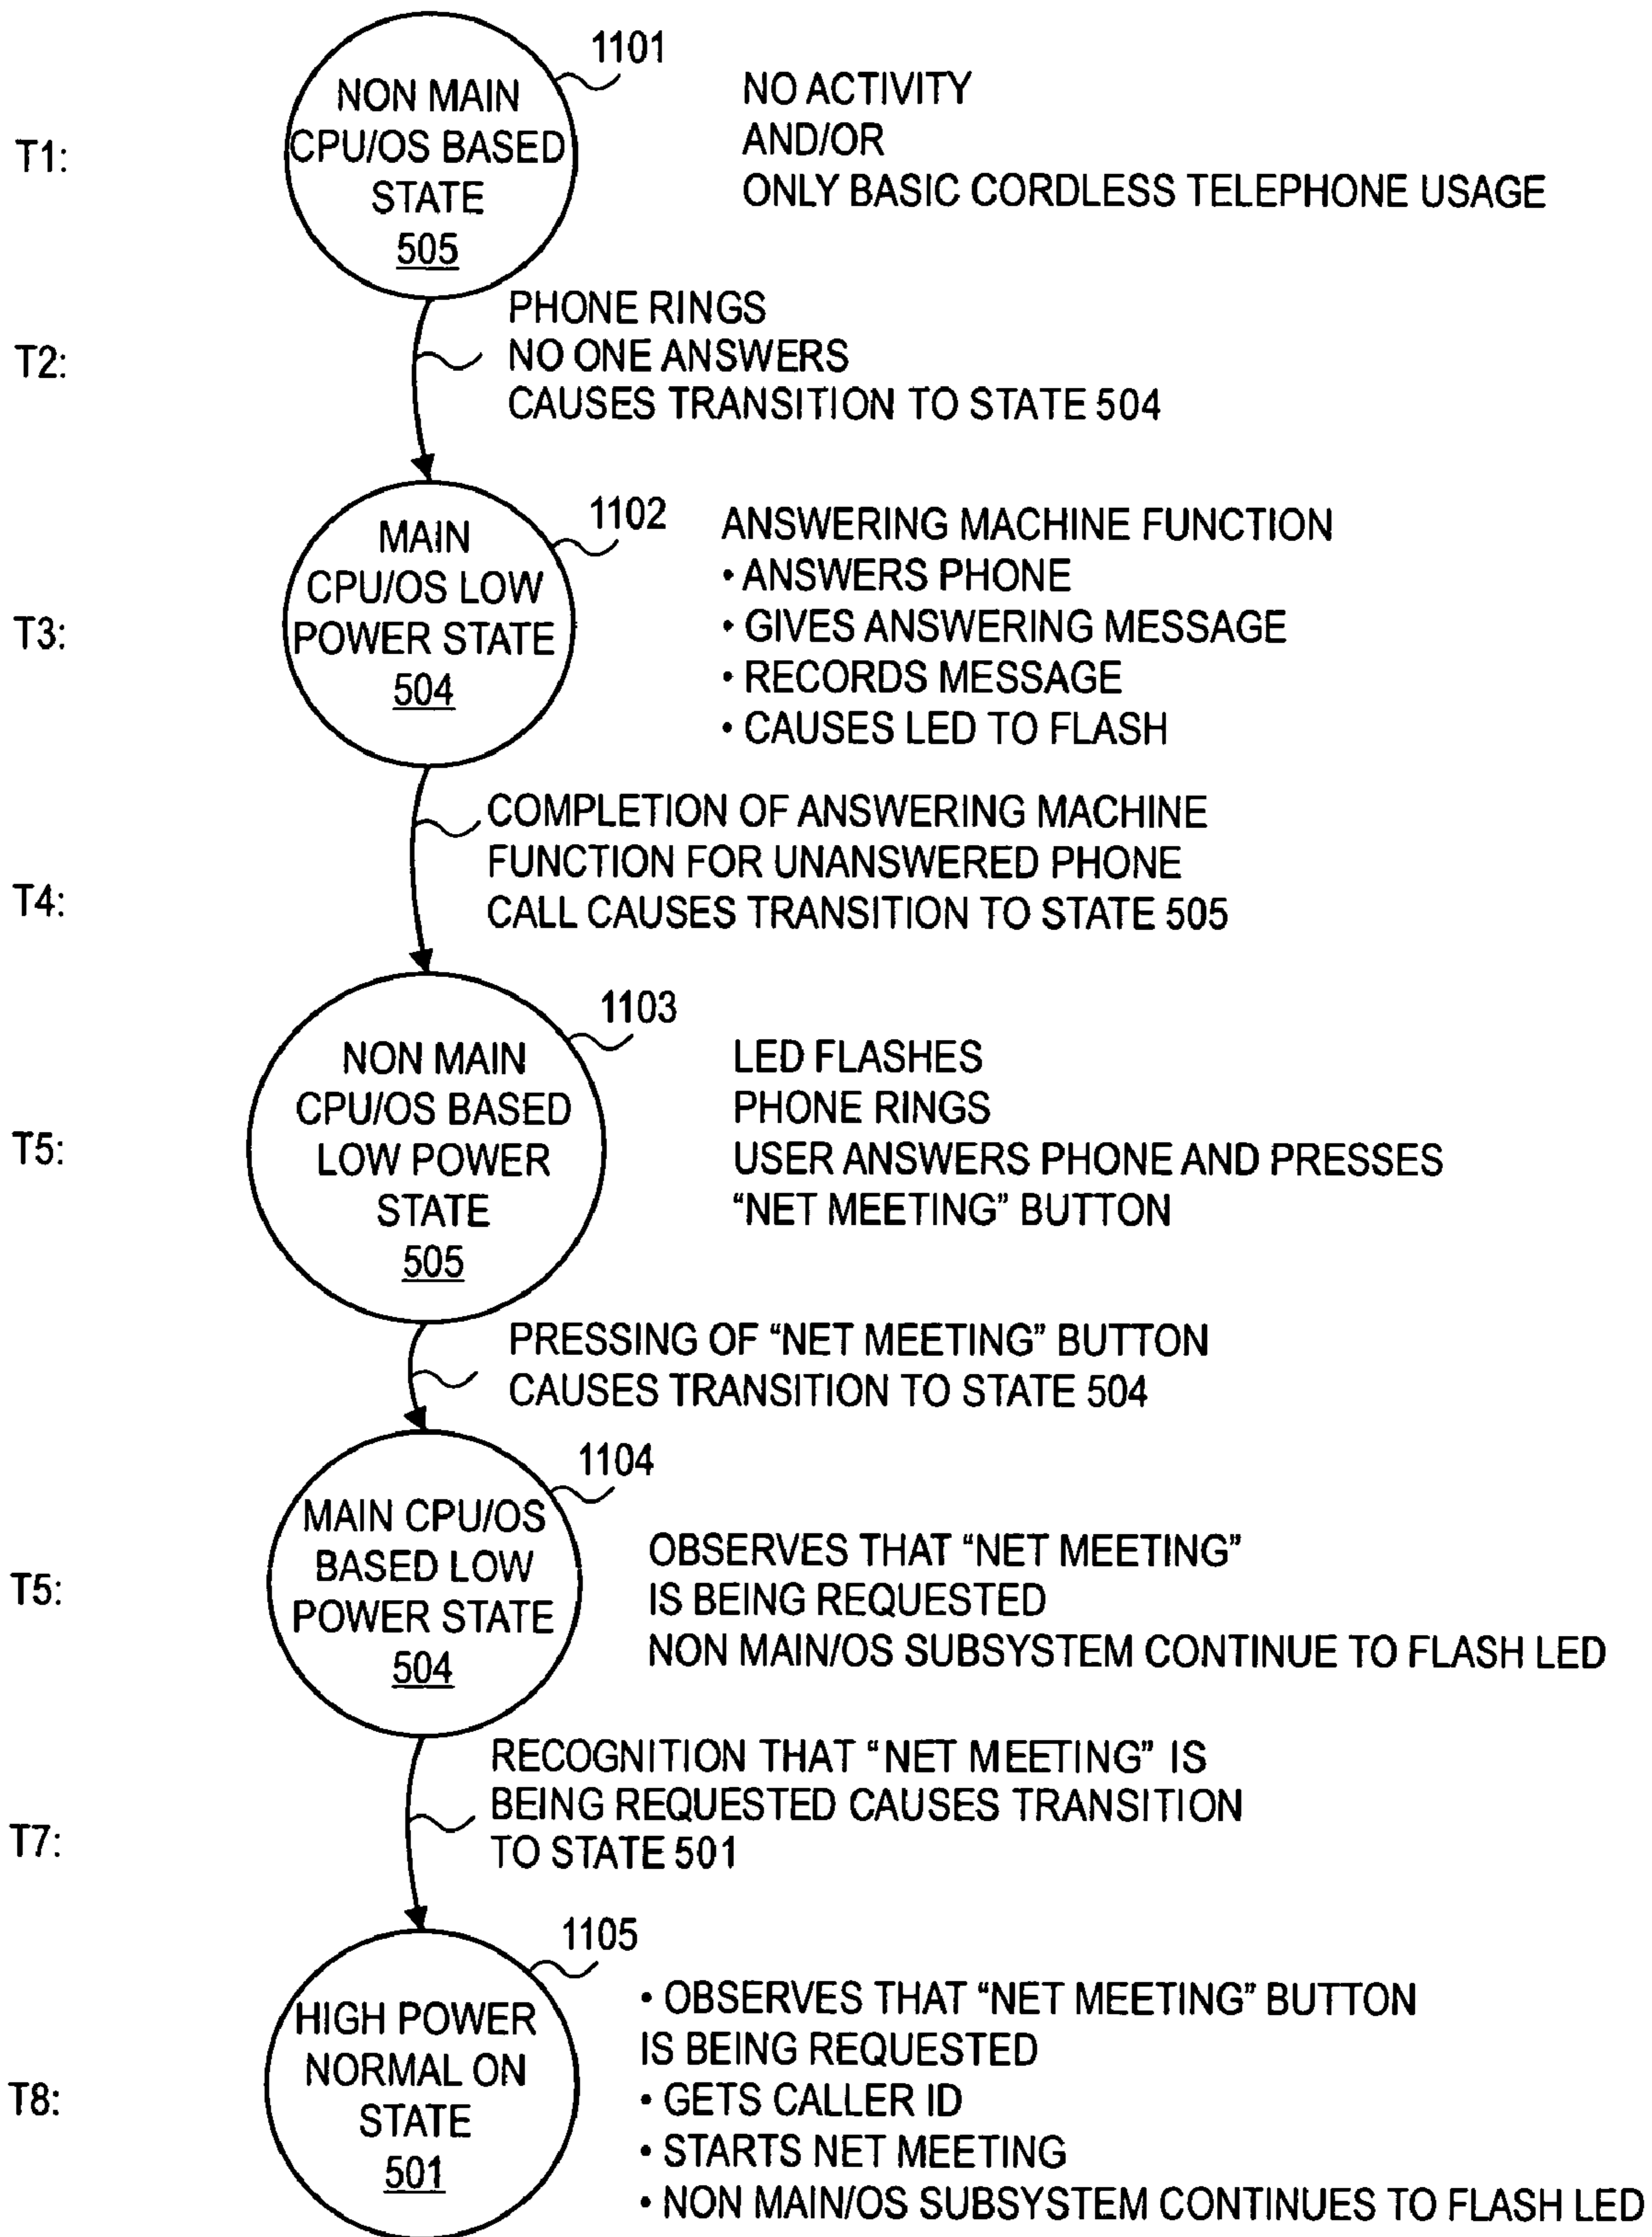 1101
NON MAIN
CPU/OS BASED
STATE
505
T1:
NO ACTIVITY
AND/OR
ONLY BASIC CORDLESS TELEPHONE USAGE
T2:
PHONE RINGS
NO ONE ANSWERS
CAUSES TRANSITION TO STATE 504
1102
MAIN
CPU/OS LOW
POWER STATE
504
T3:
ANSWERING MACHINE FUNCTION
• ANSWERS PHONE
• GIVES ANSWERING MESSAGE
• RECORDS MESSAGE
• CAUSES LED TO FLASH
T4:
COMPLETION OF ANSWERING MACHINE
FUNCTION FOR UNANSWERED PHONE
CALL CAUSES TRANSITION TO STATE 505
1103
NON MAIN
CPU/OS BASED
LOW POWER
STATE
505
T5:
LED FLASHES
PHONE RINGS
USER ANSWERS PHONE AND PRESSES
“NET MEETING” BUTTON
PRESSING OF “NET MEETING” BUTTON
CAUSES TRANSITION TO STATE 504
1104
MAIN CPU/OS
BASED LOW
POWER STATE
504
T5:
OBSERVES THAT “NET MEETING”
IS BEING REQUESTED
NON MAIN/OS SUBSYSTEM CONTINUE TO FLASH LED
T7:
RECOGNITION THAT “NET MEETING” IS
BEING REQUESTED CAUSES TRANSITION
TO STATE 501
1105
HIGH POWER
NORMAL ON
STATE
501
T8:
• OBSERVES THAT “NET MEETING” BUTTON
IS BEING REQUESTED
• GETS CALLER ID
• STARTS NET MEETING
• NON MAIN/OS SUBSYSTEM CONTINUES TO FLASH LED